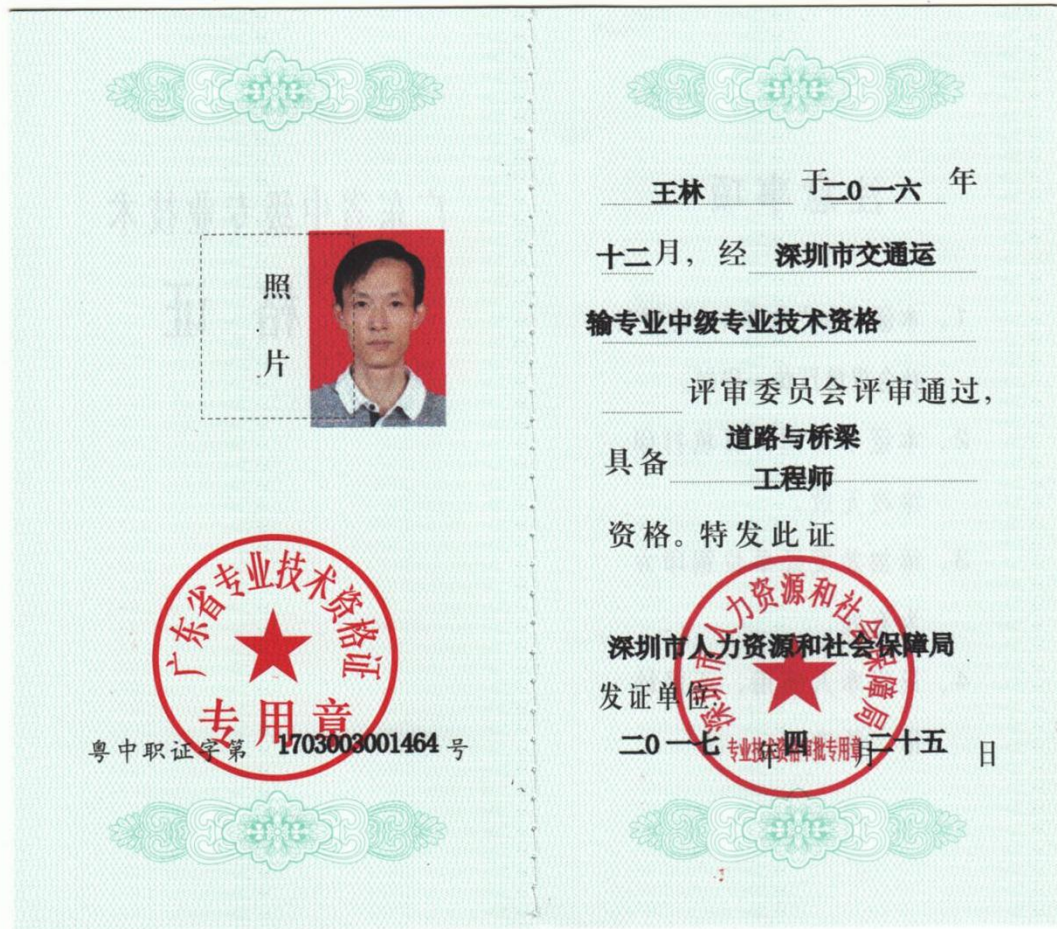 照
片
广东省专业技术资格证
专用章
粤中职证字第 1703003001464 号
王林 于二0一六 年
十二月，经 深圳市交通运
输专业中级专业技术资格
评审委员会评审通过，
道路与桥梁
具备
工程师
资格。特发此证
深圳市人力资源和社会保障局
深圳市人力资源和社会保障局
发证单位:
二0一七 年 四 月 二十五 日
专业技术资格审批专用章